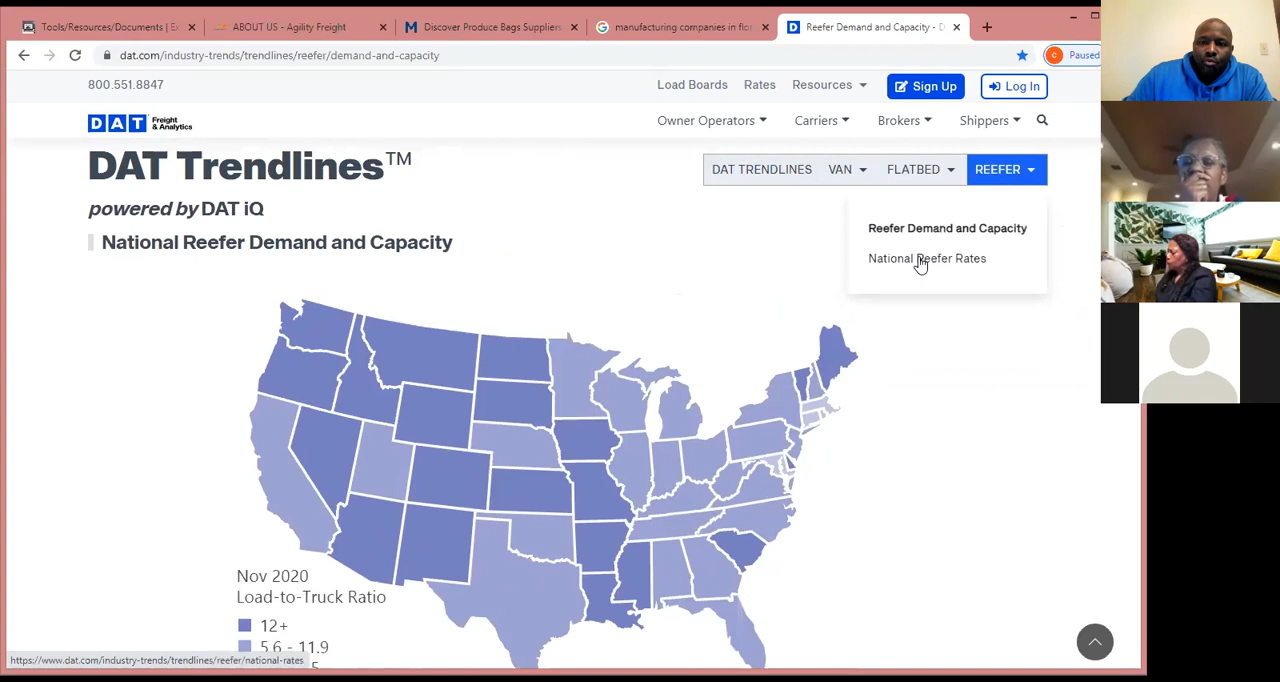 Tools/Resources/Documents | E
ABOUT US - Agility Freight
Discover Produce Bags Suppliers
manufacturing companies in flo
Reefer Demand and Capacity - D
dat.com/industry-trends/trendlines/reefer/demand-and-capacity
C Paused
800.551.8847
Load Boards Rates Resources Sign Up Log In
DAT Freight & Analytics
Owner Operators Carriers Brokers Shippers
DAT Trendlines™
DAT TRENDLINES VAN FLATBED REEFER
powered by DAT iQ
National Reefer Demand and Capacity
Reefer Demand and Capacity
National Reefer Rates
Nov 2020
Load-to-Truck Ratio
12+
5.6 - 11.9
https://www.dat.com/industry-trends/trendlines/reefer/national-rates